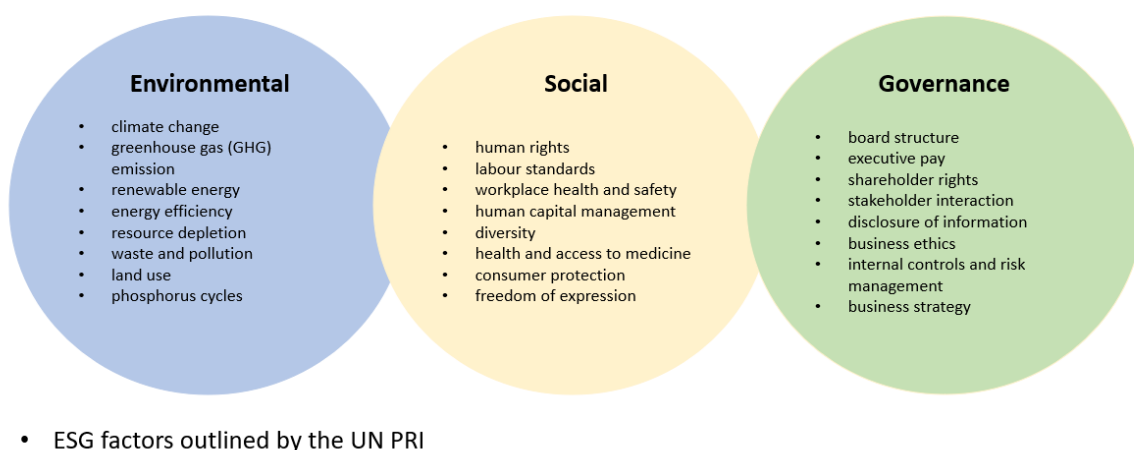 Environmental
• climate change
• greenhouse gas (GHG)
emission
• renewable energy
• energy efficiency
• resource depletion
• waste and pollution
• land use
• phosphorus cycles
Social
• human rights
• labour standards
• workplace health and safety
• human capital management
• diversity
• health and access to medicine
• consumer protection
• freedom of expression
Governance
• board structure
• executive pay
• shareholder rights
• stakeholder interaction
• disclosure of information
• business ethics
• internal controls and risk
management
• business strategy
• ESG factors outlined by the UN PRI